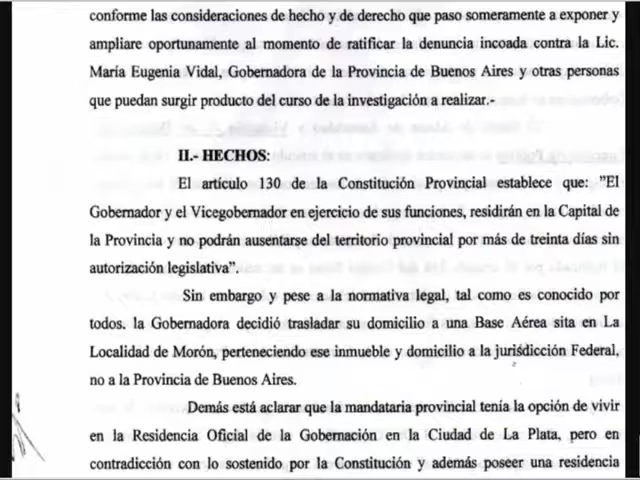 conforme las consideraciones de hecho y de derecho que paso someramente a exponer y
ampliare oportunamente al momento de ratificar la denuncia incoada contra la Lic.
María Eugenia Vidal, Gobernadora de la Provincia de Buenos Aires y otras personas
que puedan surgir producto del curso de la investigación a realizar.-
II.- HECHOS:
El artículo 130 de la Constitución Provincial establece que: "El
Gobernador y el Vicegobernador en ejercicio de sus funciones, residirán en la Capital de
la Provincia y no podrán ausentarse del territorio provincial por más de treinta días sin
autorización legislativa".
Sin embargo y pese a la normativa legal, tal como es conocido por
todos. la Gobernadora decidió trasladar su domicilio a una Base Aérea sita en La
Localidad de Morón, perteneciendo ese inmueble y domicilio a la jurisdicción Federal,
no a la Provincia de Buenos Aires.
Demás está aclarar que la mandataria provincial tenía la opción de vivir
en la Residencia Oficial de la Gobernación en la Ciudad de La Plata, pero en
contradicción con lo sostenido por la Constitución y además poseer una residencia